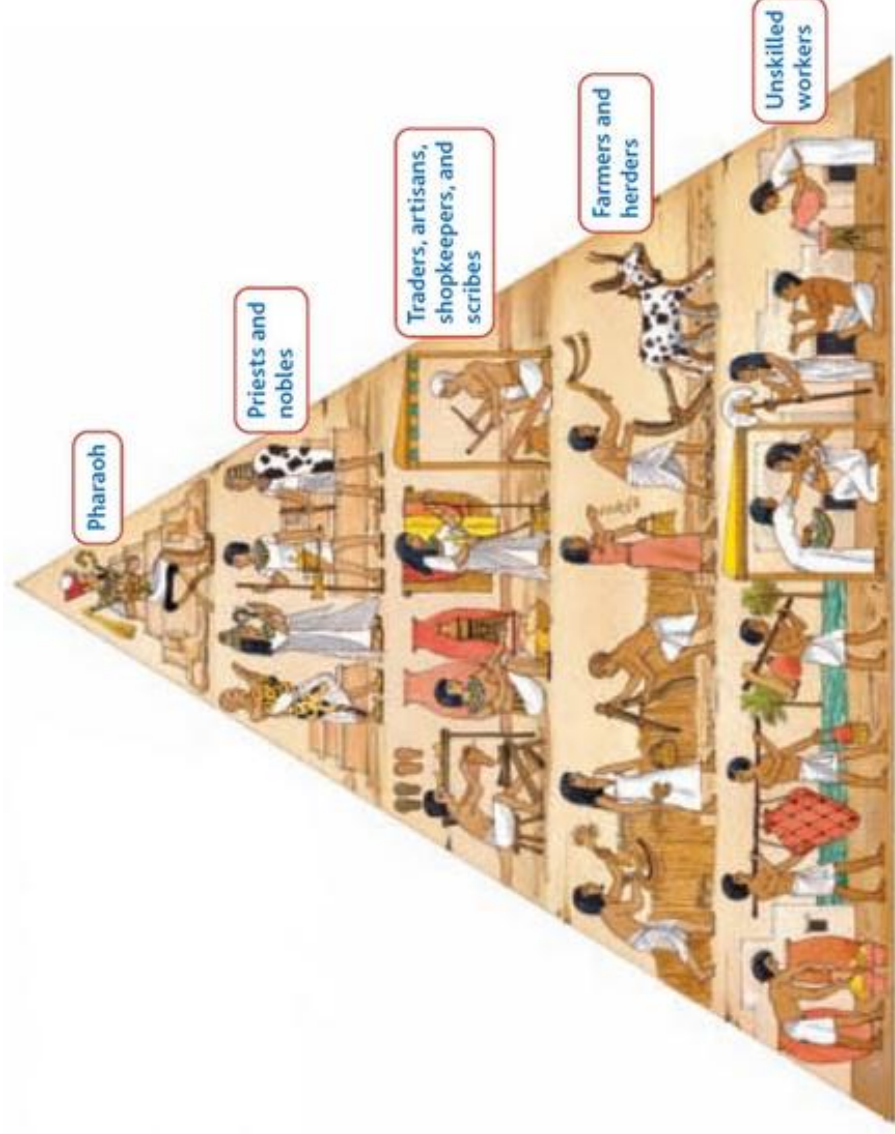 Pharaoh
Priests and
nobles
Traders, artisans,
shopkeepers, and
scribes
Farmers and
herders
Unskilled
workers